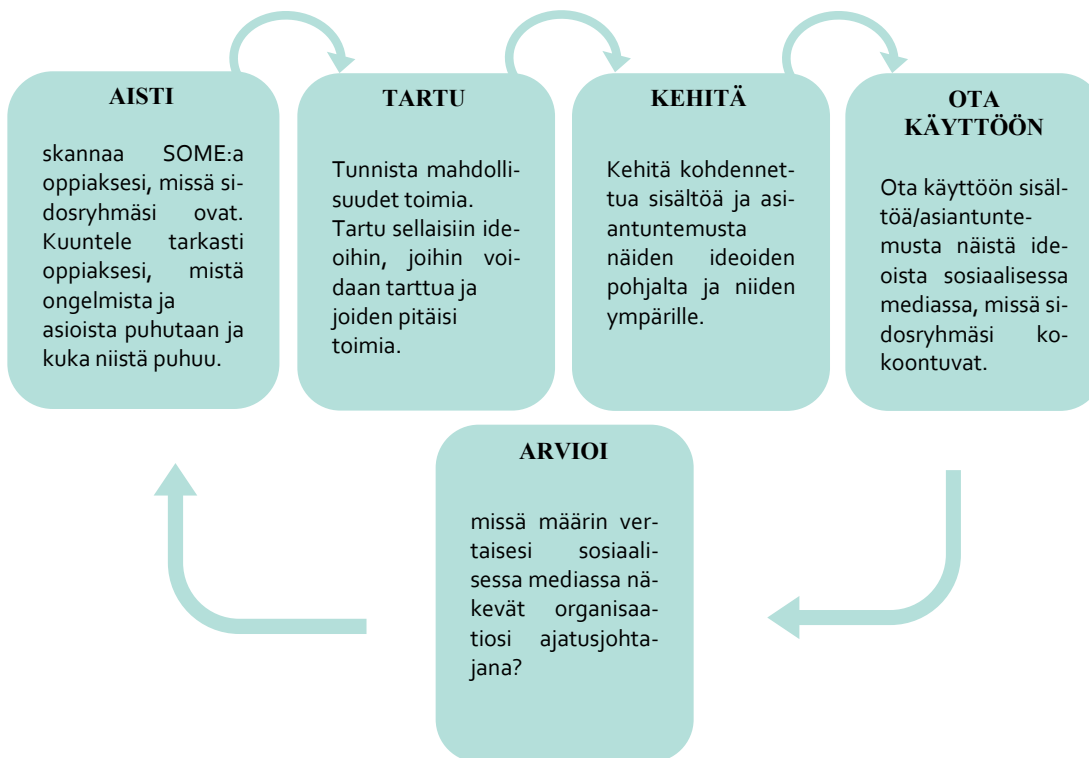 AISTI
skannaa SOME:a
oppiaksesi, missä si-
dosryhmäsi ovat.
Kuuntele tarkasti
oppiaksesi, mistä
ongelmista ja
asioista puhutaan ja
kuka niistä puhuu.
TARTU
Tunnista mahdolli-
suudet toimia.
Tartu sellaisiin ide-
oihin, joihin voi-
daan tarttua ja
joiden pitäisi
toimia.
KEHITÄ
Kehitä kohdennet-
tua sisältöä ja asi-
antuntemusta
näiden ideoiden
pohjalta ja niiden
ympärille.
OTA
KÄYTTÖÖN
Ota käyttöön sisäl-
töä/asiantunte-
musta näistä ide-
oista sosiaalisessa
mediassa, missä si-
dosryhmäsi ko-
koontuvat.
ARVIOI
missä määrin ver-
taisesi sosiaali-
sessa mediassa nä-
kevät organisaa-
tiosi ajatusjohta-
jana?